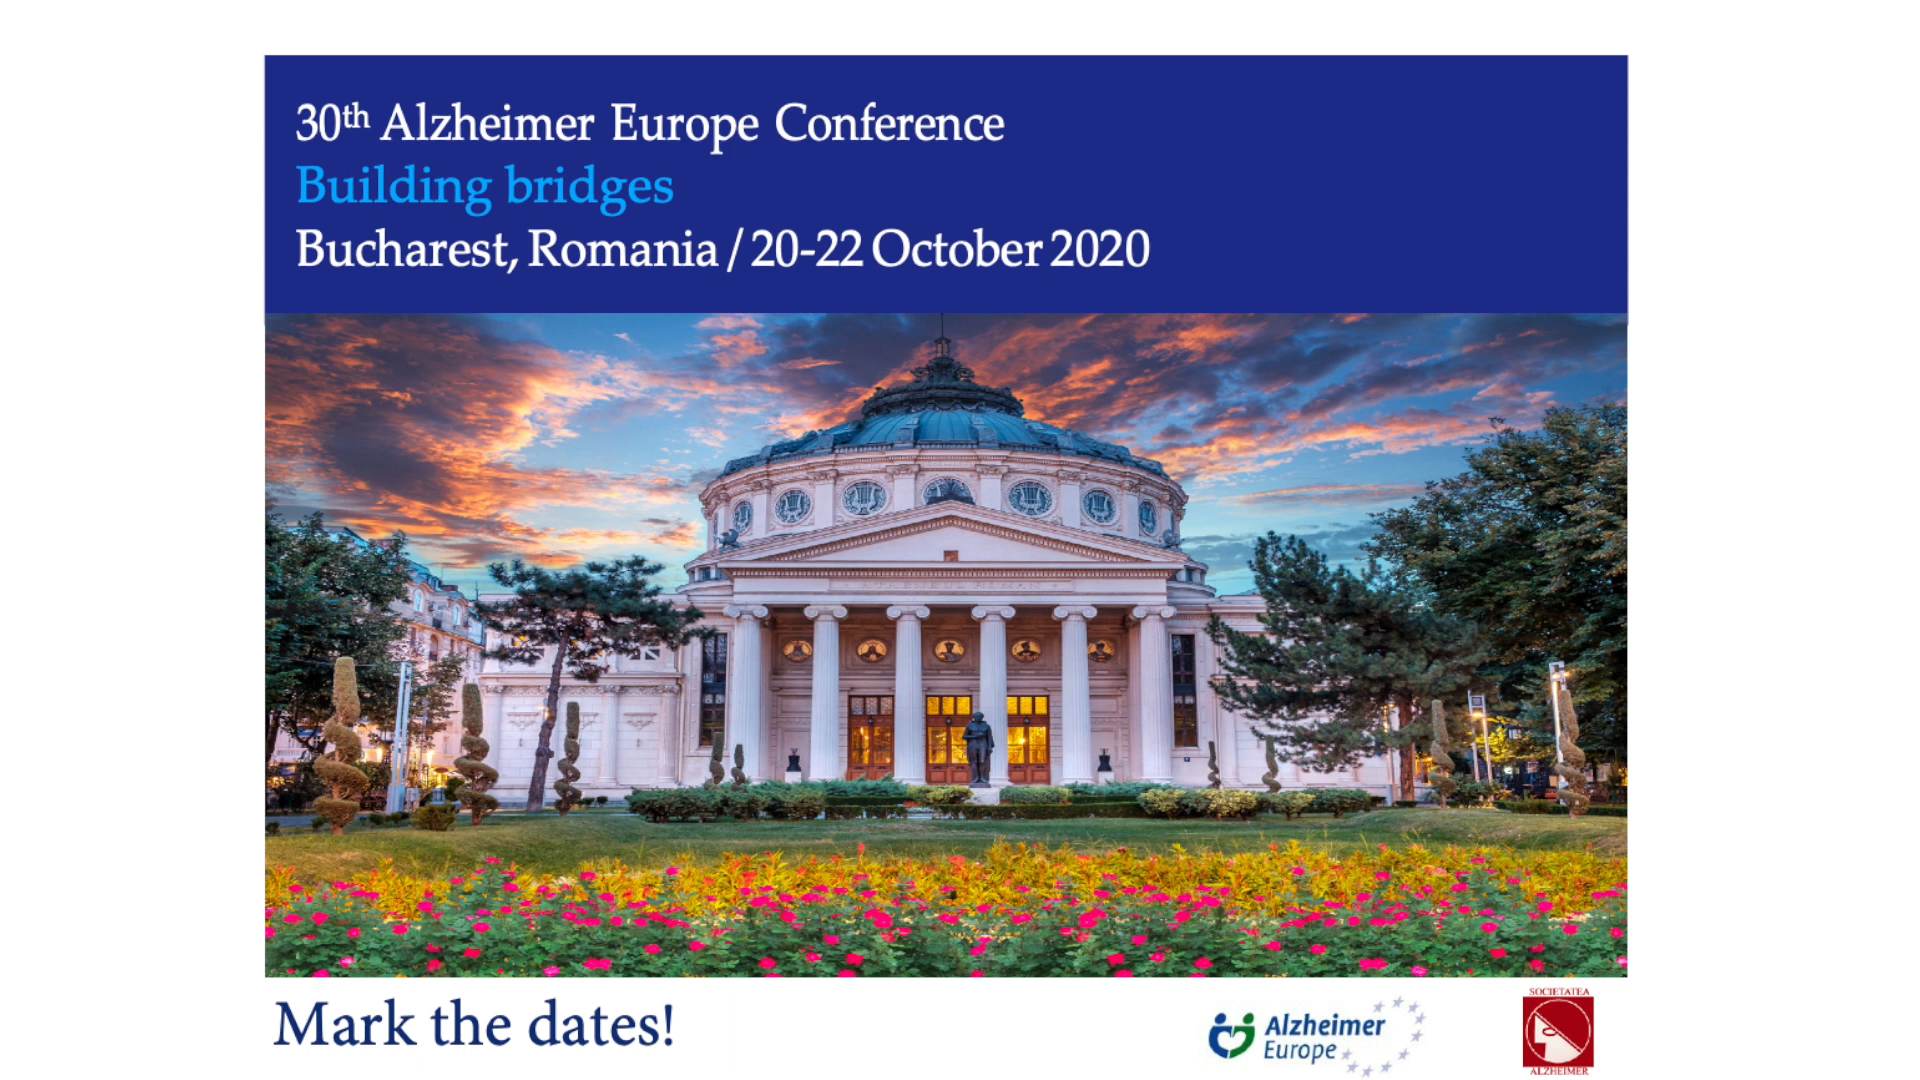 30th Alzheimer Europe Conference
Building bridges
Bucharest, Romania / 20-22 October 2020
Mark the dates!
Alzheimer
Europe
SOCIETATEA
ALZHEIMER